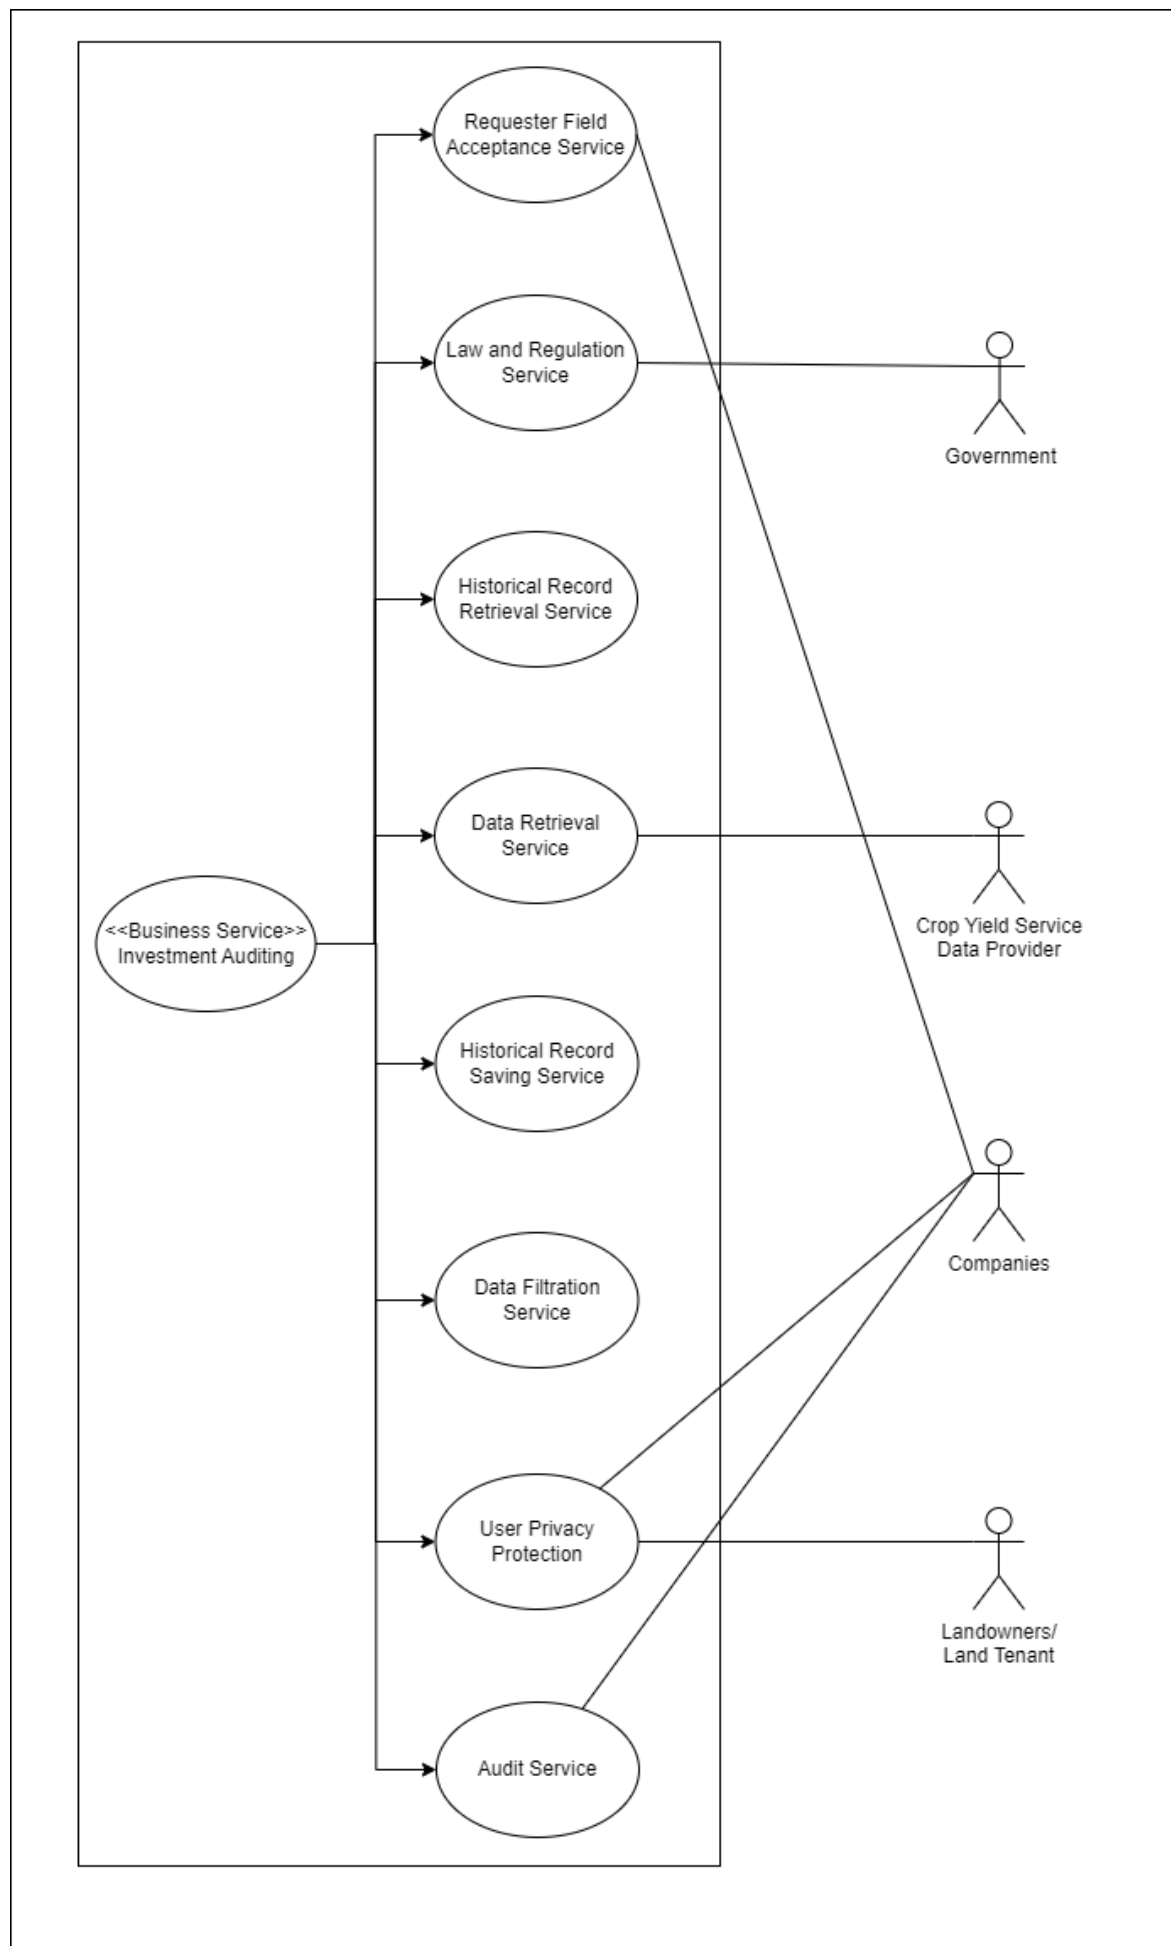 Requester Field
Acceptance Service
Law and Regulation
Service
Government
Historical Record
Retrieval Service
Data Retrieval
Service
Crop Yield Service
Data Provider
<<Business Service>>
Investment Auditing
Historical Record
Saving Service
Companies
Data Filtration
Service
User Privacy
Protection
Landowners/
Land Tenant
Audit Service